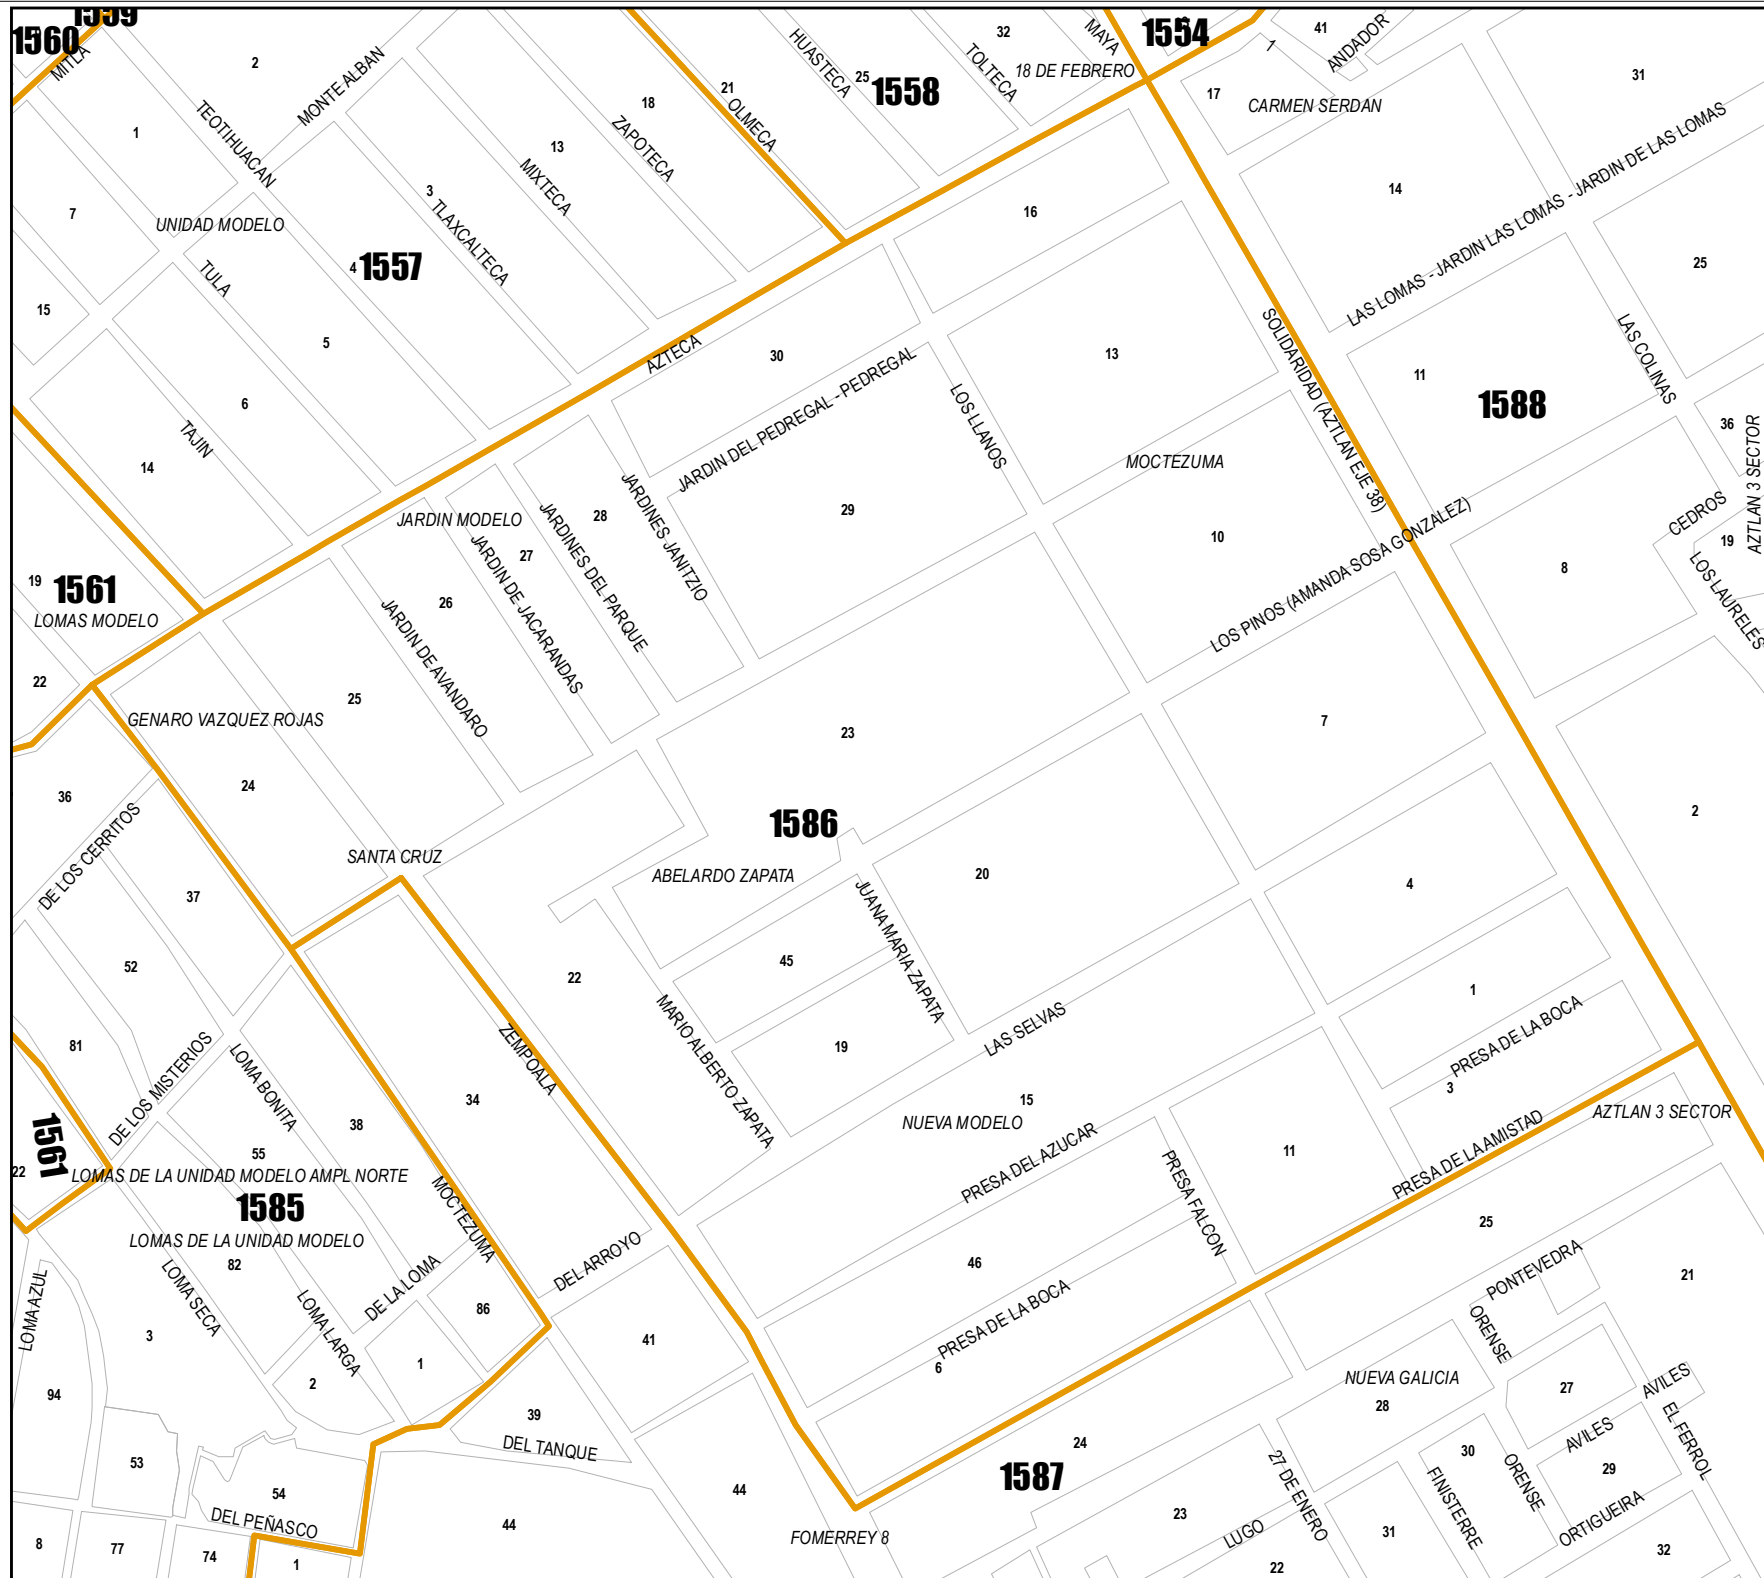 1559
1560
MITLA
2
MONTE ALBAN
TEOTIHUACAN
1
7
UNIDAD MODELO
15
TULA
4
1557
5
6
TAJIN
14
3
TLAXCALTECA
13
MIXTECA
18
ZAPOTECA
21
OLMECA
HUASTECA
25
1558
TOLTECA
32
MAYA
18 DE FEBRERO
1554
41
1
ANDADOR
17
CARMEN SERDAN
31
14
LAS LOMAS - JARDIN LAS LOMAS - JARDIN DE LAS LOMAS
25
16
AZTECA
30
13
JARDIN DEL PEDREGAL - PEDREGAL
LOS LLANOS
SOLIDARIDAD (AZTLAN EJE 38)
11
1588
LAS COLINAS
36
AZTLAN 3 SECTOR
MOCTEZUMA
10
29
JARDINES JANITZIO
28
JARDINES DEL PARQUE
27
JARDIN MODELO
JARDIN DE JACARANDAS
26
JARDIN DE AVANDARO
LOS PINOS (AMANDA SOSA GONZALEZ)
8
CEDROS
19
LOS LAURELES
19
1561
LOMAS MODELO
22
25
GENARO VAZQUEZ ROJAS
24
36
DE LOS CERRITOS
37
SANTA CRUZ
23
7
2
1586
ABELARDO ZAPATA
20
4
JUANA MARIA ZAPATA
45
22
52
81
DE LOS MISTERIOS
LOMA BONITA
38
34
ZEMPOALA
MARIO ALBERTO ZAPATA
19
LAS SELVAS
15
NUEVA MODELO
1
PRESA DE LA BOCA
3
AZTLAN 3 SECTOR
PRESA DE LA AMISTAD
11
PRESA DEL AZUCAR
PRESA FALCON
1561
22
55
LOMAS DE LA UNIDAD MODELO AMPL NORTE
1585
LOMAS DE LA UNIDAD MODELO
82
MOCTEZUMA
DEL ARROYO
46
PRESA DE LA BOCA
6
25
PONTEVEDRA
21
LOMA AZUL
LOMA SECA
LOMA LARGA
DE LA LOMA
86
3
94
2
1
41
39
DEL TANQUE
53
54
DEL PEÑASCO
8
77
74
1
44
44
FOMERREY 8
1587
24
NUEVA GALICIA
28
ORENSE
27
AVILES
AVILES
EL FERROL
30
29
ORENSE
FINISTERRE
ORTIGUEIRA
27 DE ENERO
23
LUGO
31
22
32